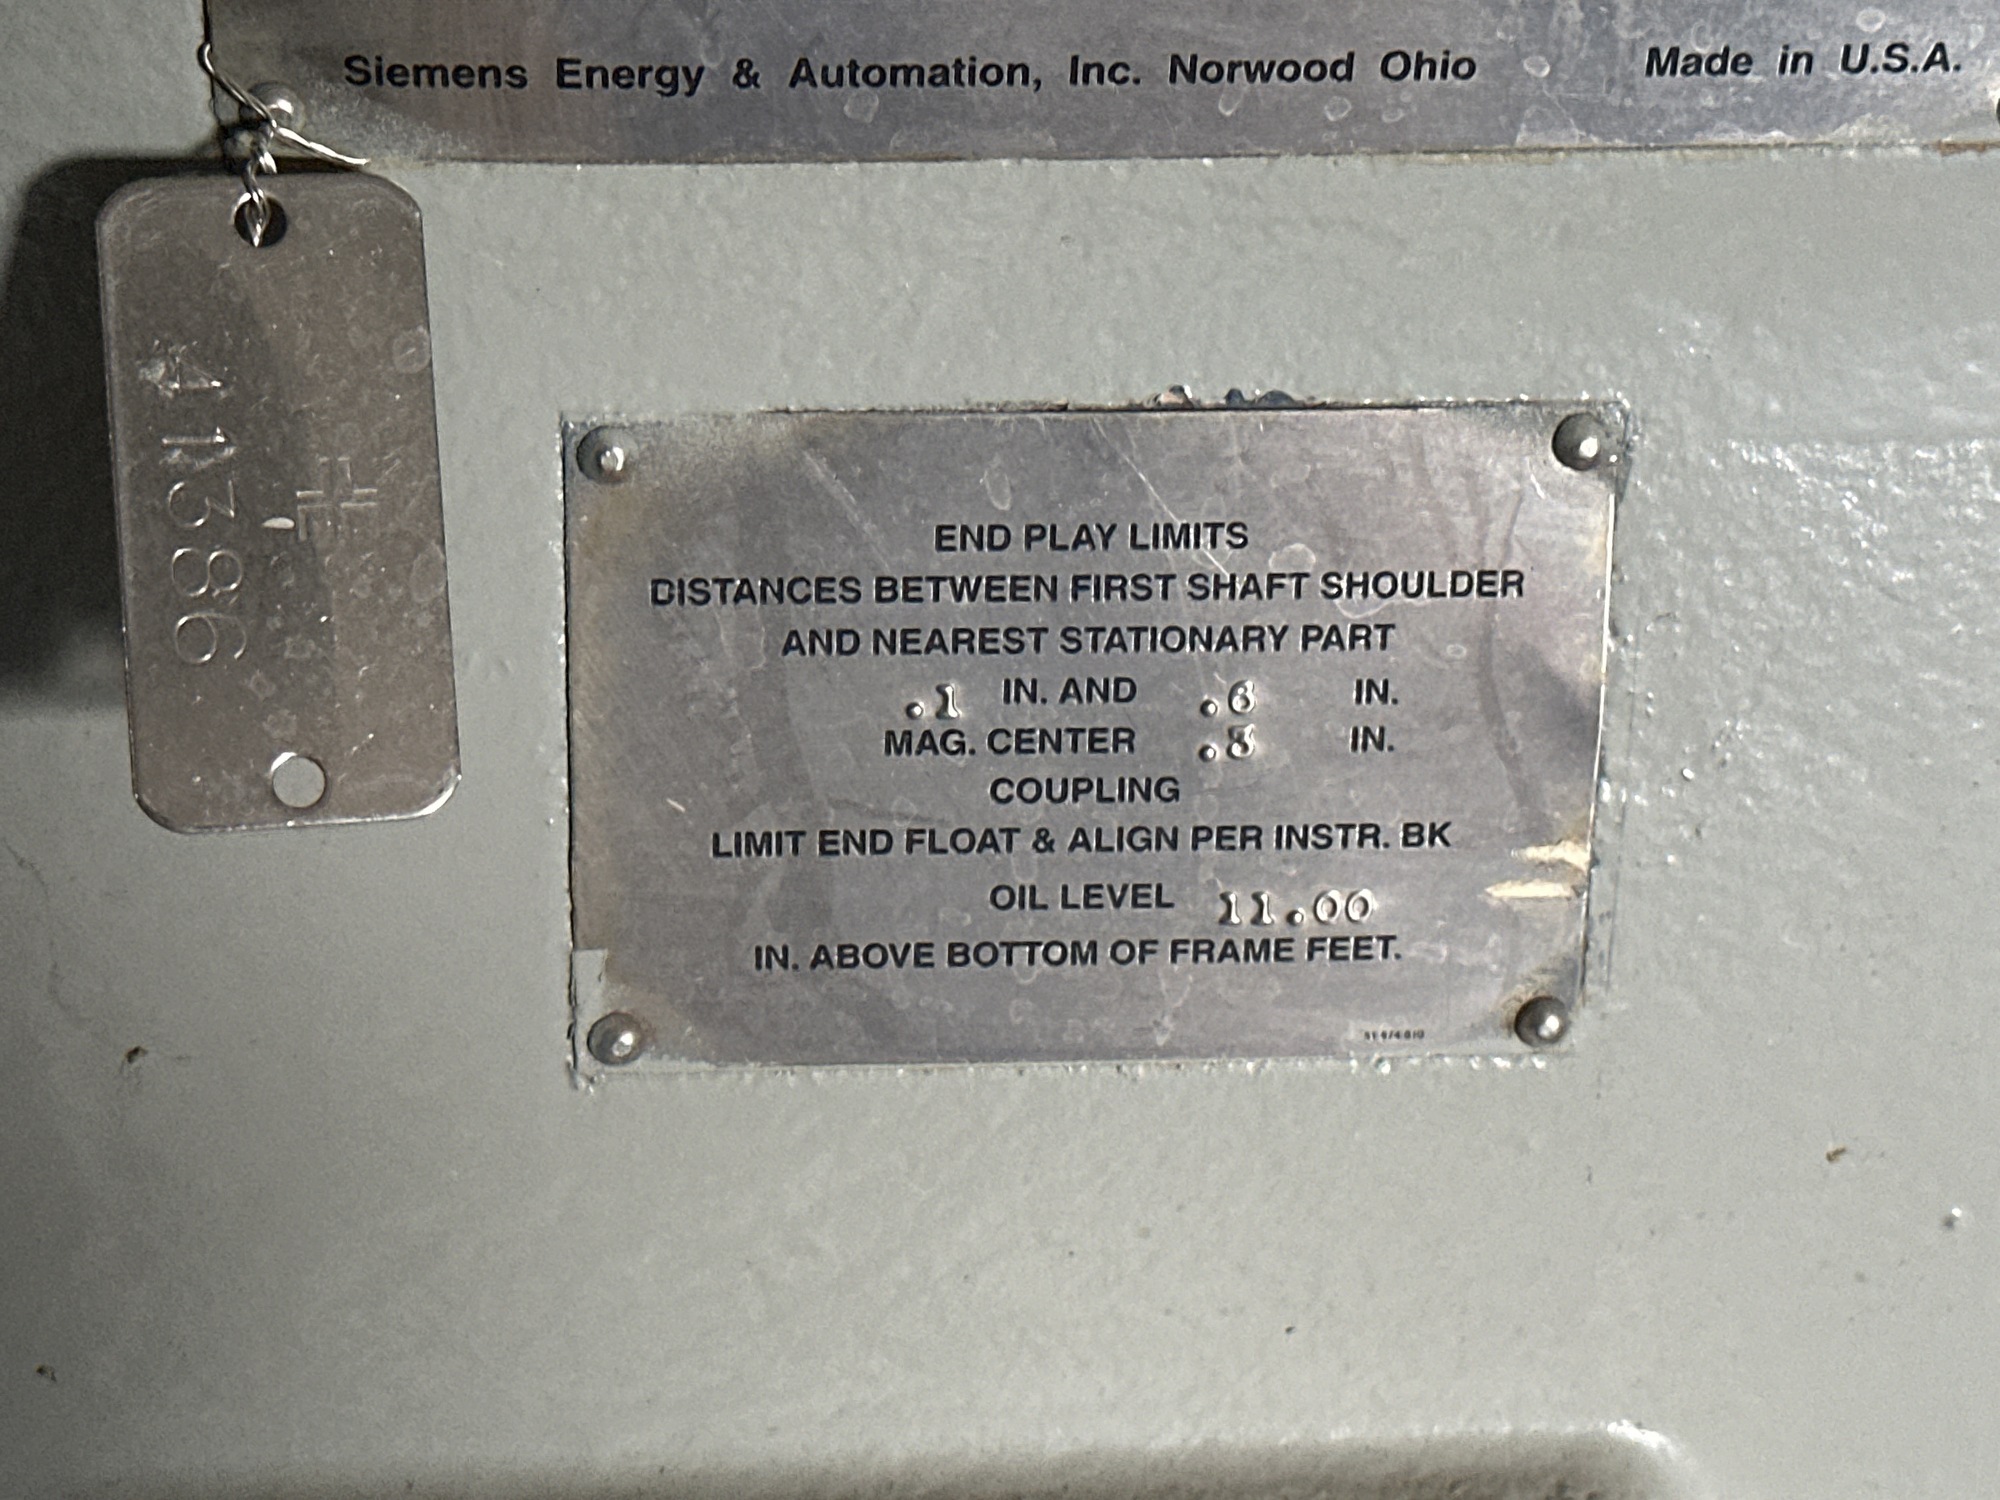 Siemens Energy & Automation, Inc. Norwood Ohio Made in U.S.A.
411386
END PLAY LIMITS
DISTANCES BETWEEN FIRST SHAFT SHOULDER
AND NEAREST STATIONARY PART
.1 IN. AND .6 IN.
MAG. CENTER IN.
COUPLING
LIMIT END FLOAT & ALIGN PER INSTR. BK
OIL LEVEL 11.00
IN. ABOVE BOTTOM OF FRAME FEET.